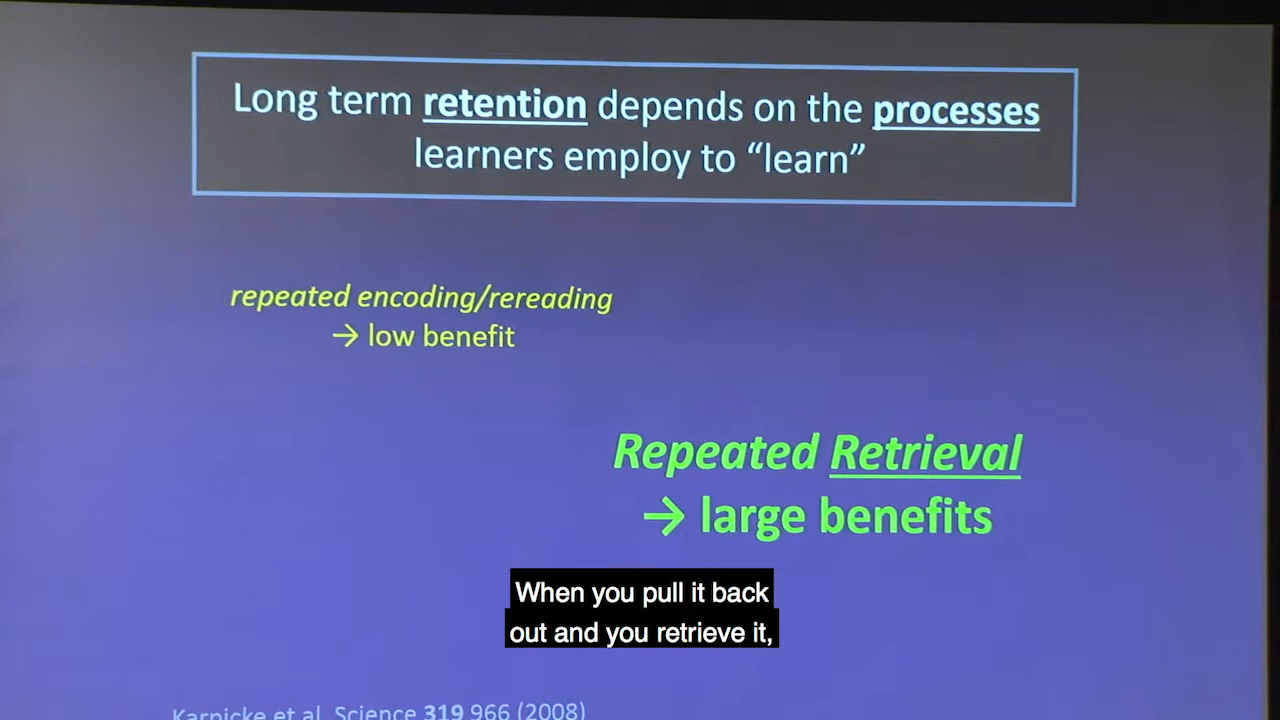 Long term retention depends on the processes
learners employ to “learn”
repeated encoding/rereading
→ low benefit
Repeated Retrieval
→ large benefits
When you pull it back
out and you retrieve it,
Karnicke et al. Science 319 966 (2008)